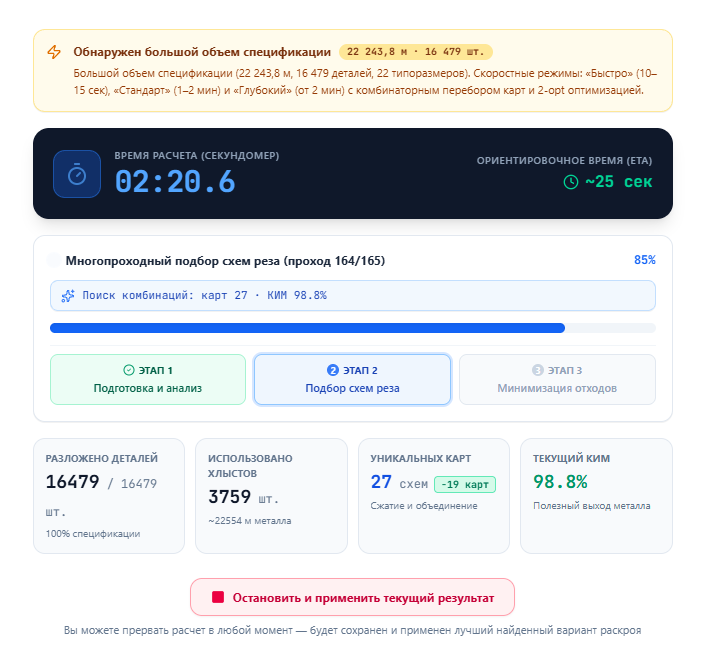 Обнаружен большой объем спецификации 22 243,8 м · 16 479 шт.
Большой объем спецификации (22 243,8 м, 16 479 деталей, 22 типоразмеров). Скоростные режимы: «Быстро» (10–
15 сек), «Стандарт» (1–2 мин) и «Глубокий» (от 2 мин) с комбинаторным перебором карт и 2-opt оптимизацией.
ВРЕМЯ РАСЧЕТА (СЕКУНДОМЕР)
02:20.6
ОРИЕНТИРОВОЧНОЕ ВРЕМЯ (ETA)
~25 сек
Многопроходный подбор схем реза (проход 164/165) 85%
Поиск комбинаций: карт 27 · КИМ 98.8%
ЭТАП 1
Подготовка и анализ
2 ЭТАП 2
Подбор схем реза
3 ЭТАП 3
Минимизация отходов
РАЗЛОЖЕНО ДЕТАЛЕЙ
16479 / 16479
шт.
100% спецификации
ИСПОЛЬЗОВАНО
ХЛЫСТОВ
3759 шт.
~22554 м металла
УНИКАЛЬНЫХ КАРТ
27 схем -19 карт
Сжатие и объединение
ТЕКУЩИЙ КИМ
98.8%
Полезный выход металла
Остановить и применить текущий результат
Вы можете прервать расчет в любой момент — будет сохранен и применен лучший найденный вариант раскроя